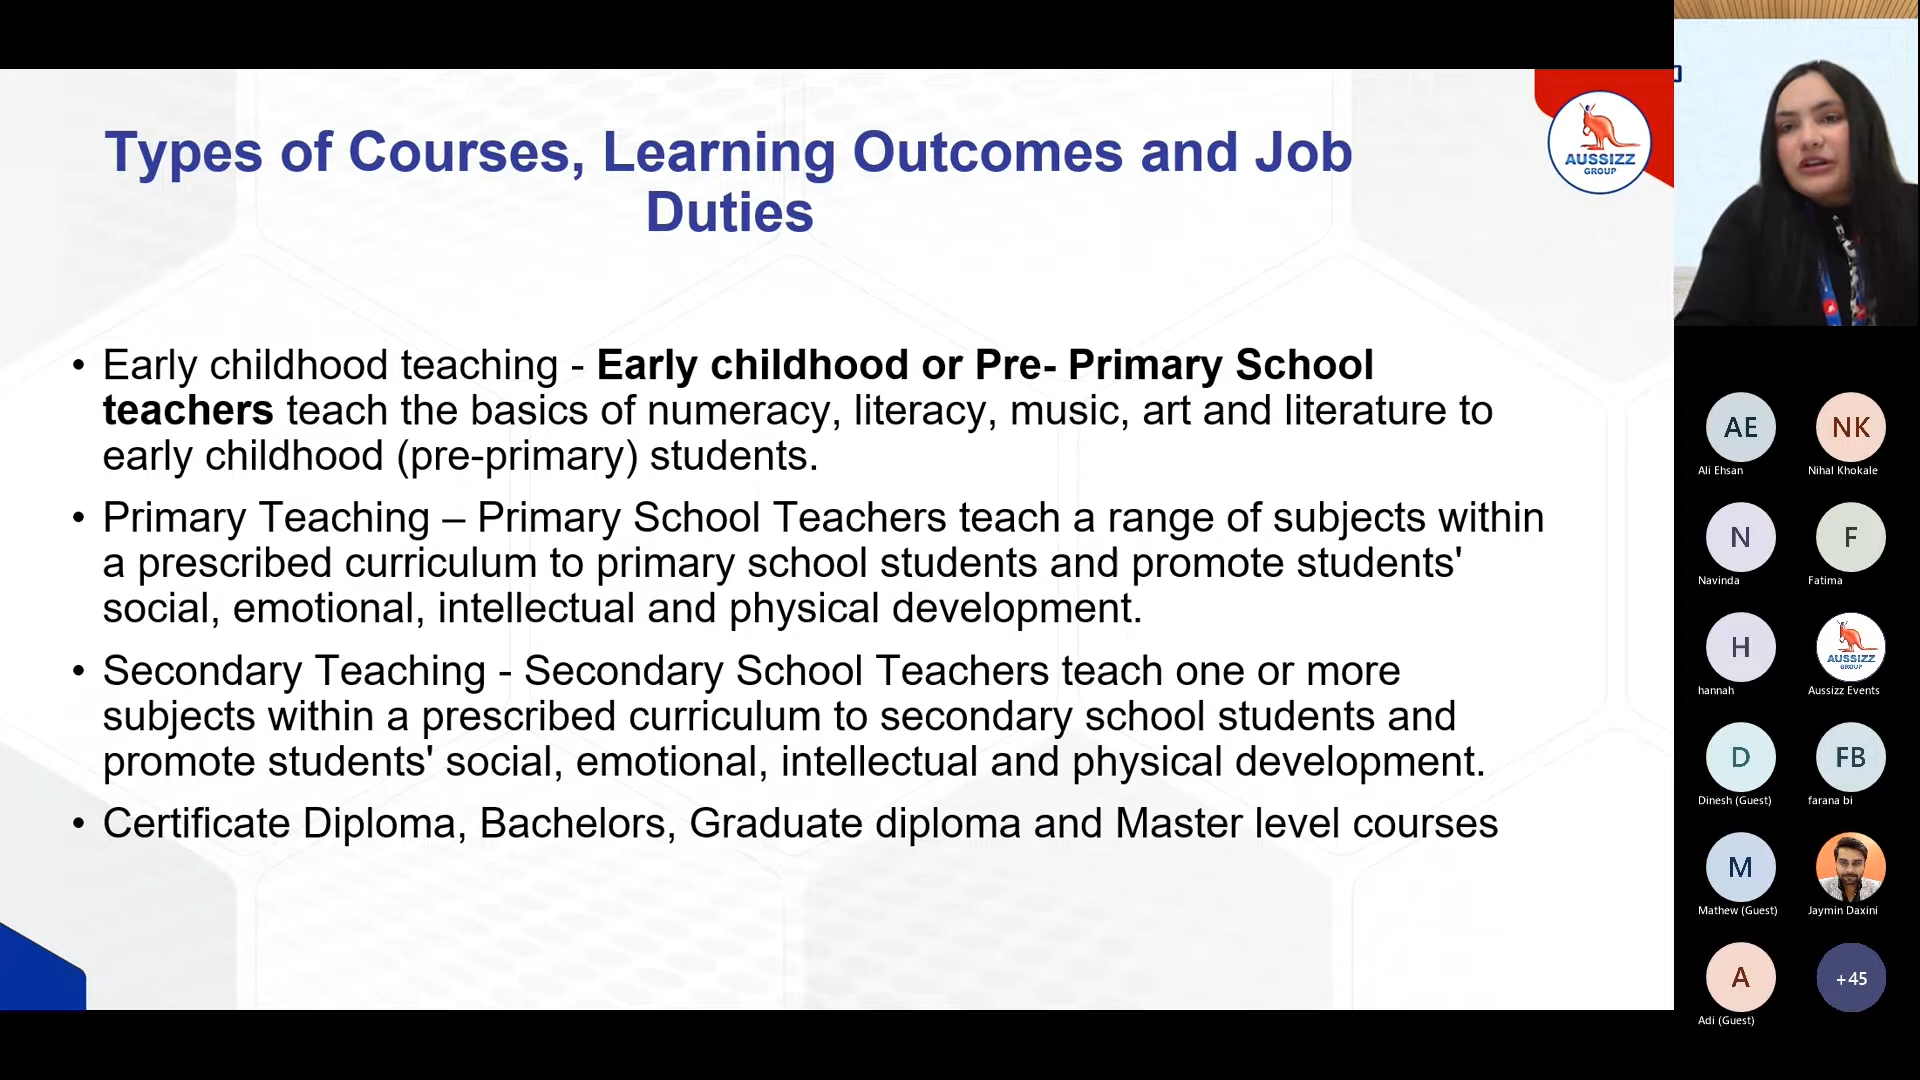 Types of Courses, Learning Outcomes and Job
Duties
AUSSIZZ
GROUP
• Early childhood teaching - Early childhood or Pre- Primary School
teachers teach the basics of numeracy, literacy, music, art and literature to
early childhood (pre-primary) students.
• Primary Teaching – Primary School Teachers teach a range of subjects within
a prescribed curriculum to primary school students and promote students'
social, emotional, intellectual and physical development.
• Secondary Teaching - Secondary School Teachers teach one or more
subjects within a prescribed curriculum to secondary school students and
promote students' social, emotional, intellectual and physical development.
• Certificate Diploma, Bachelors, Graduate diploma and Master level courses
AE NK
Ali Ehsan Nihal Khokale
N F
Navinda Fatima
H AUSSIZZ GROUP
hannah Aussizz Events
D FB
Dinesh (Guest) farana bi
M
Mathew (Guest) Jaymin Daxini
A +45
Adi (Guest)